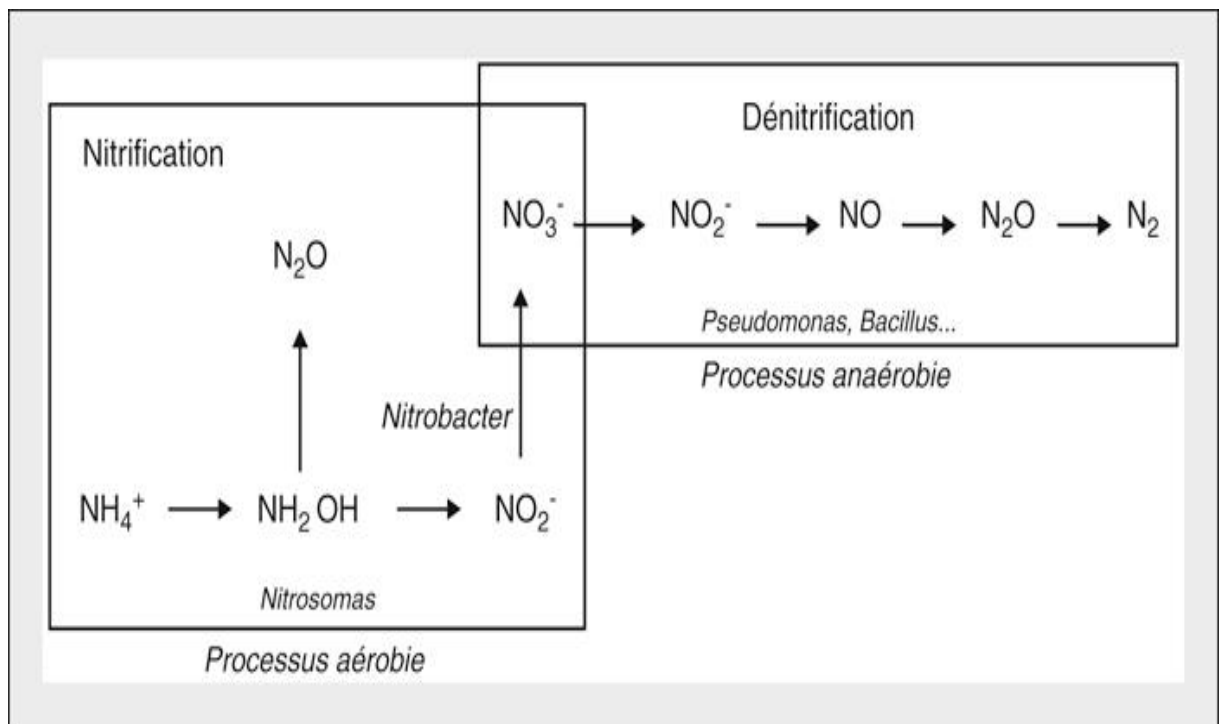 Dénitrification
Nitrification
NO₃⁻ → NO₂⁻ → NO → N₂O → N₂
N₂O
Pseudomonas, Bacillus...
Processus anaérobie
Nitrobacter
NH₄⁺ → NH₂ OH → NO₂⁻
Nitrosomas
Processus aérobie